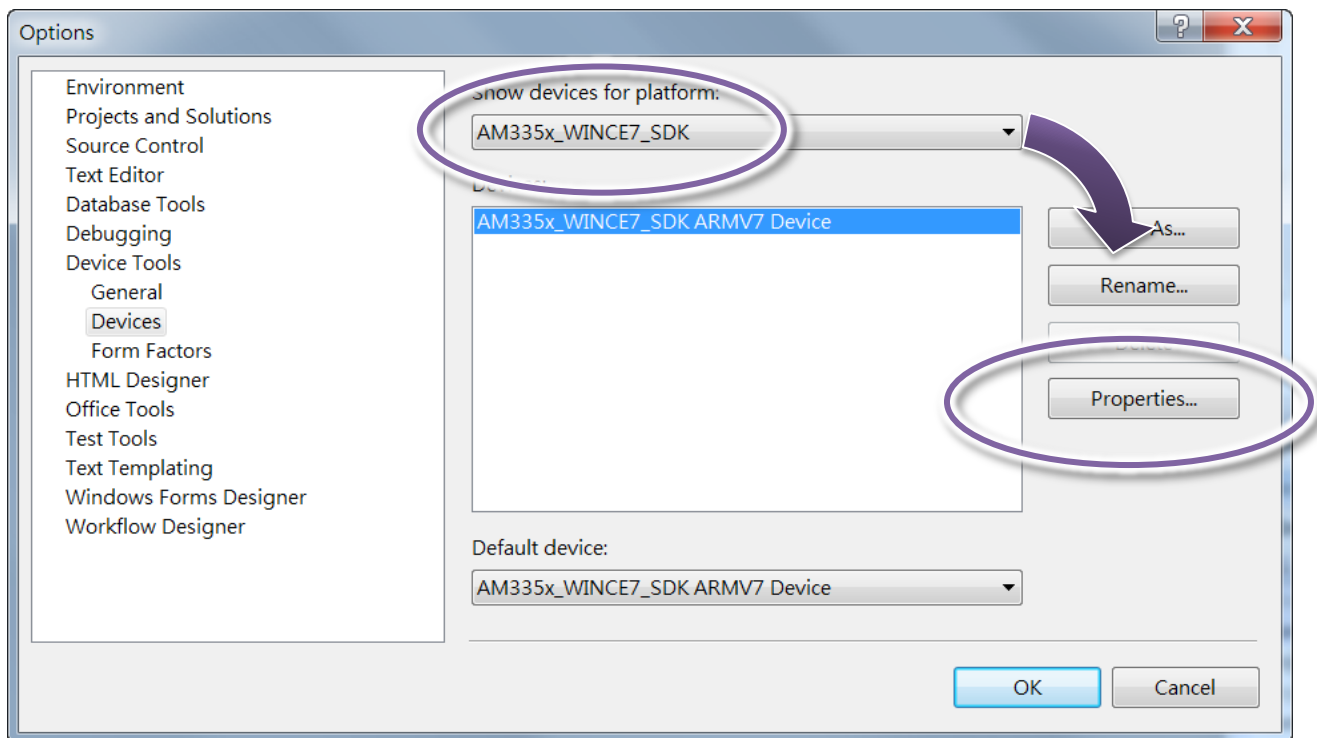 Options
Environment
Projects and Solutions
Source Control
Text Editor
Database Tools
Debugging
Device Tools
General
Devices
Form Factors
HTML Designer
Office Tools
Test Tools
Text Templating
Windows Forms Designer
Workflow Designer
Show devices for platform:
AM335x_WINCE7_SDK
AM335x_WINCE7_SDK ARMV7 Device
As...
Rename...
Properties...
Default device:
AM335x_WINCE7_SDK ARMV7 Device
OK
Cancel